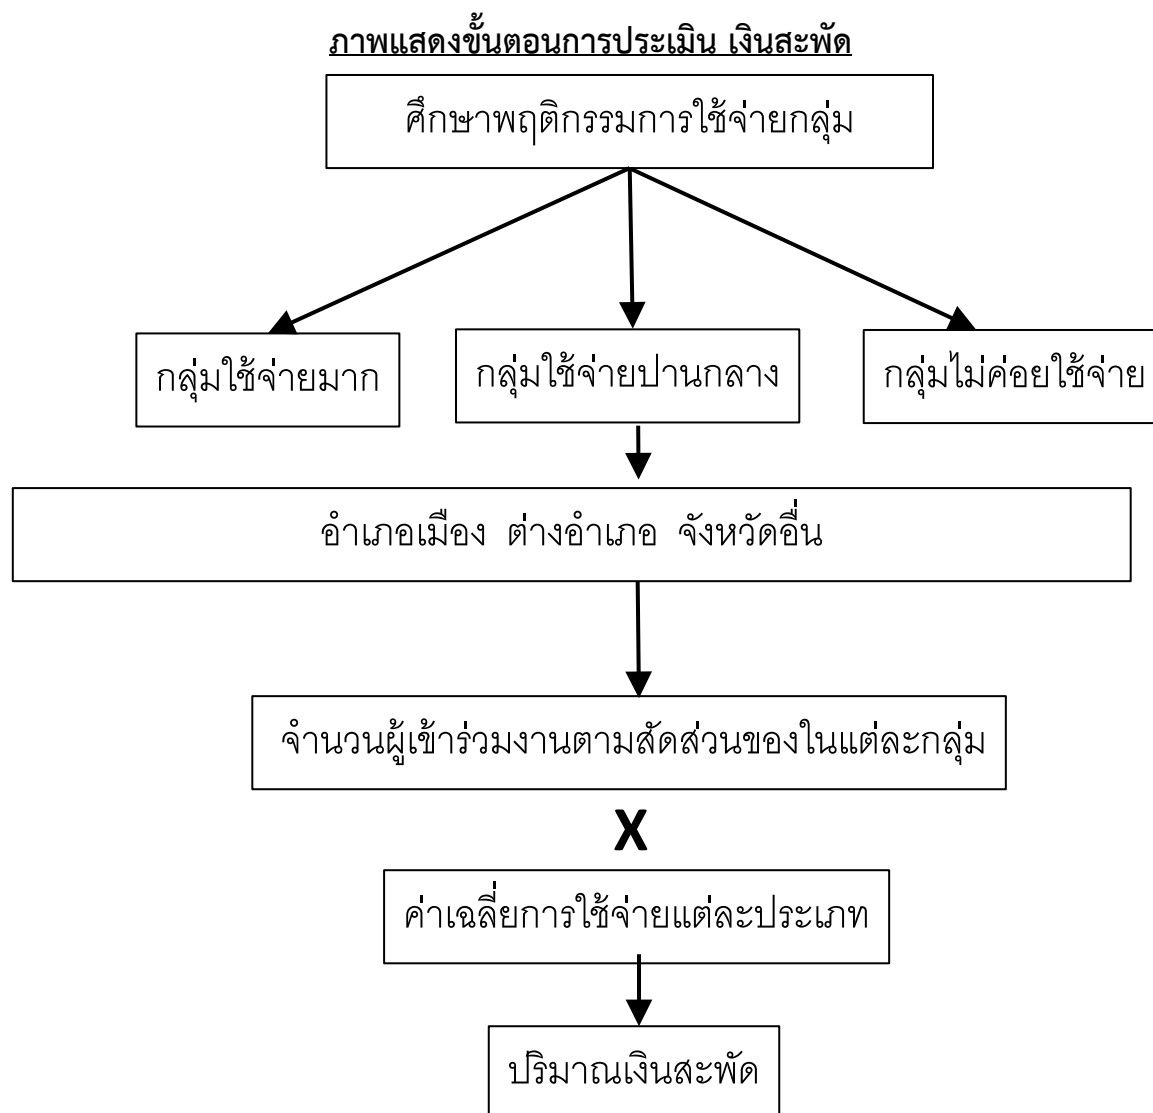 ภาพแสดงขั้นตอนการประเมิน เงินสะพัด
ศึกษาพฤติกรรมการใช้จ่ายกลุ่ม
กลุ่มใช้จ่ายมาก
กลุ่มใช้จ่ายปานกลาง
กลุ่มไม่ค่อยใช้จ่าย
อำเภอเมือง ต่างอำเภอ จังหวัดอื่น
จำนวนผู้เข้าร่วมงานตามสัดส่วนของในแต่ละกลุ่ม
X
ค่าเฉลี่ยการใช้จ่ายแต่ละประเภท
ปริมาณเงินสะพัด